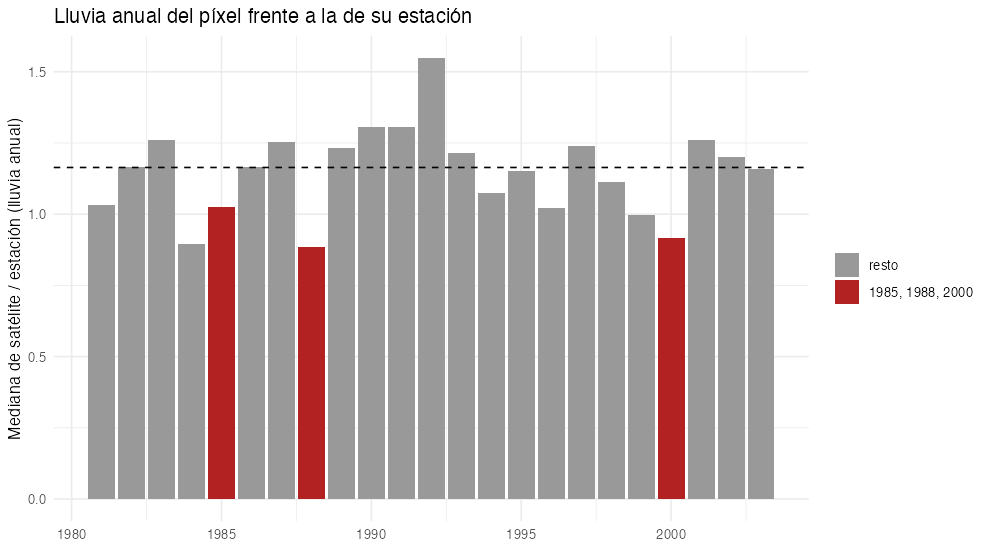 Lluvia anual del píxel frente a la de su estación
Mediana de satélite / estación (lluvia anual)
1.5
1.0
0.5
0.0
1980
1985
1990
1995
2000
resto
1985, 1988, 2000